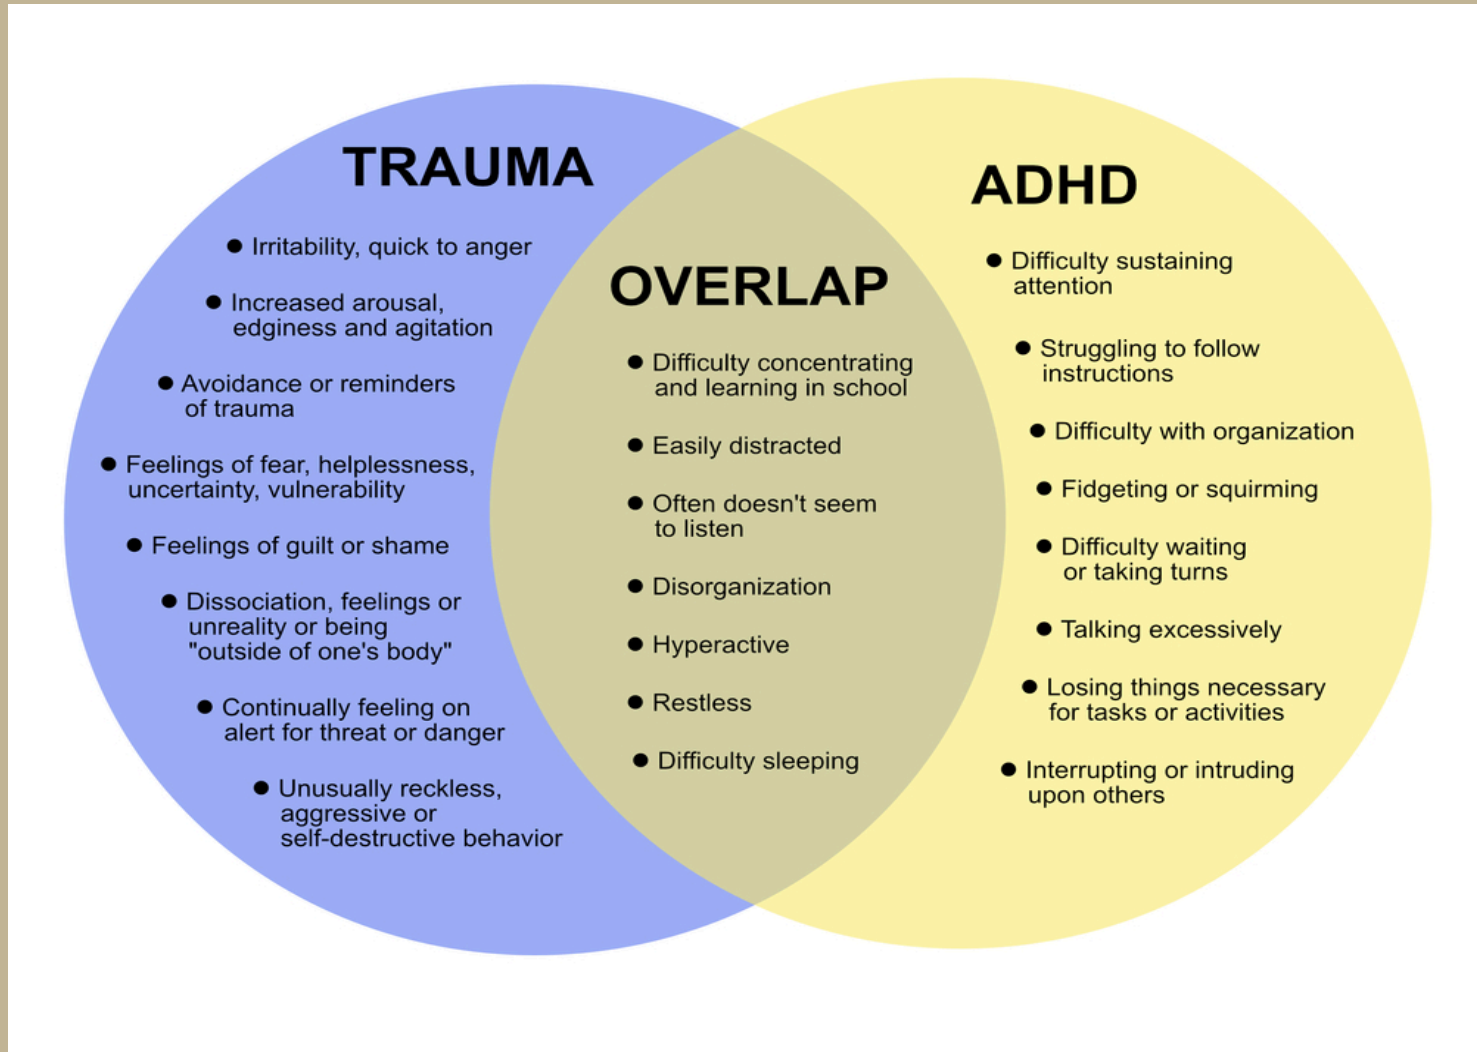 TRAUMA
● Irritability, quick to anger
● Increased arousal,
edginess and agitation
● Avoidance or reminders
of trauma
● Feelings of fear, helplessness,
uncertainty, vulnerability
● Feelings of guilt or shame
● Dissociation, feelings or
unreality or being
"outside of one's body"
● Continually feeling on
alert for threat or danger
● Unusually reckless,
aggressive or
self-destructive behavior
OVERLAP
● Difficulty concentrating
and learning in school
● Easily distracted
● Often doesn't seem
to listen
● Disorganization
● Hyperactive
● Restless
● Difficulty sleeping
ADHD
● Difficulty sustaining
attention
● Struggling to follow
instructions
● Difficulty with organization
● Fidgeting or squirming
● Difficulty waiting
or taking turns
● Talking excessively
● Losing things necessary
for tasks or activities
● Interrupting or intruding
upon others